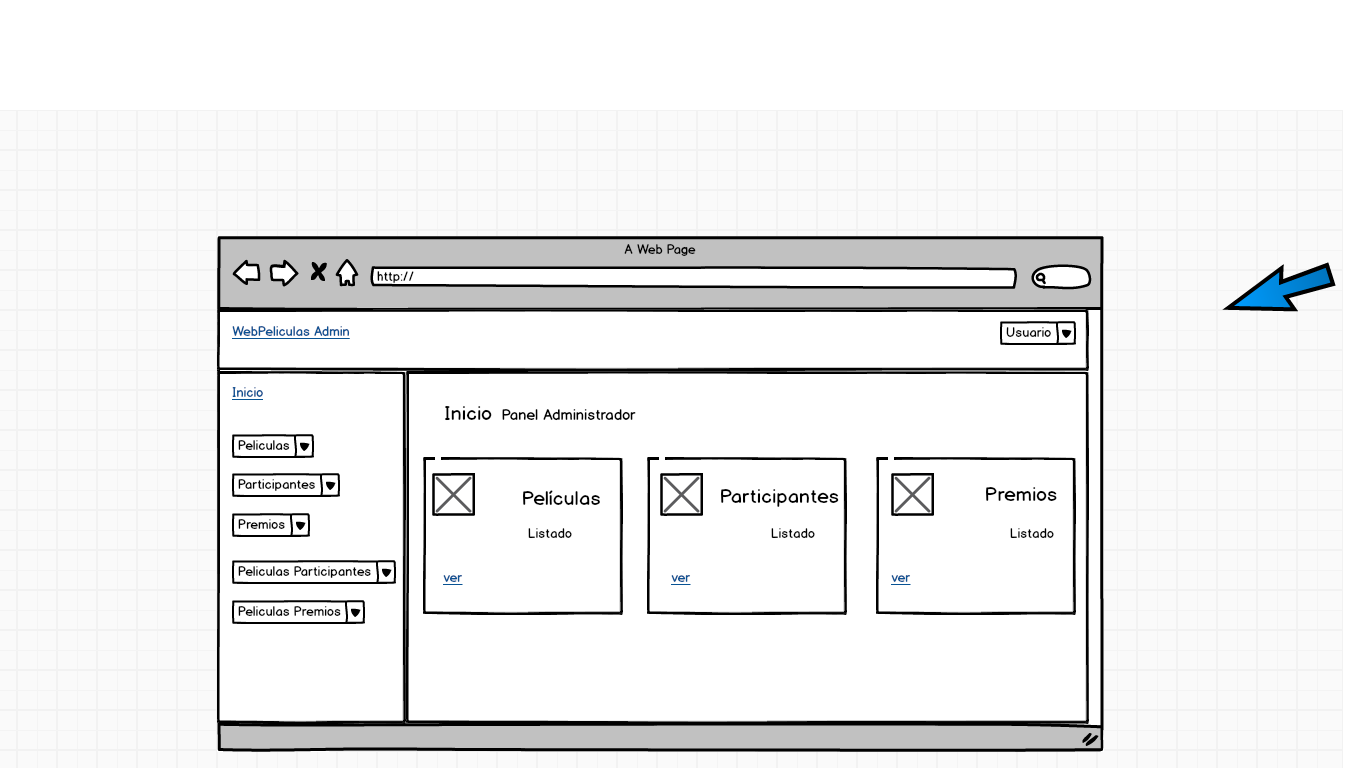 A Web Page
http://
WebPeliculas Admin
Usuario
Inicio
Peliculas
Participantes
Premios
Peliculas Participantes
Peliculas Premios
Inicio Panel Administrador
Películas
Listado
ver
Participantes
Listado
ver
Premios
Listado
ver